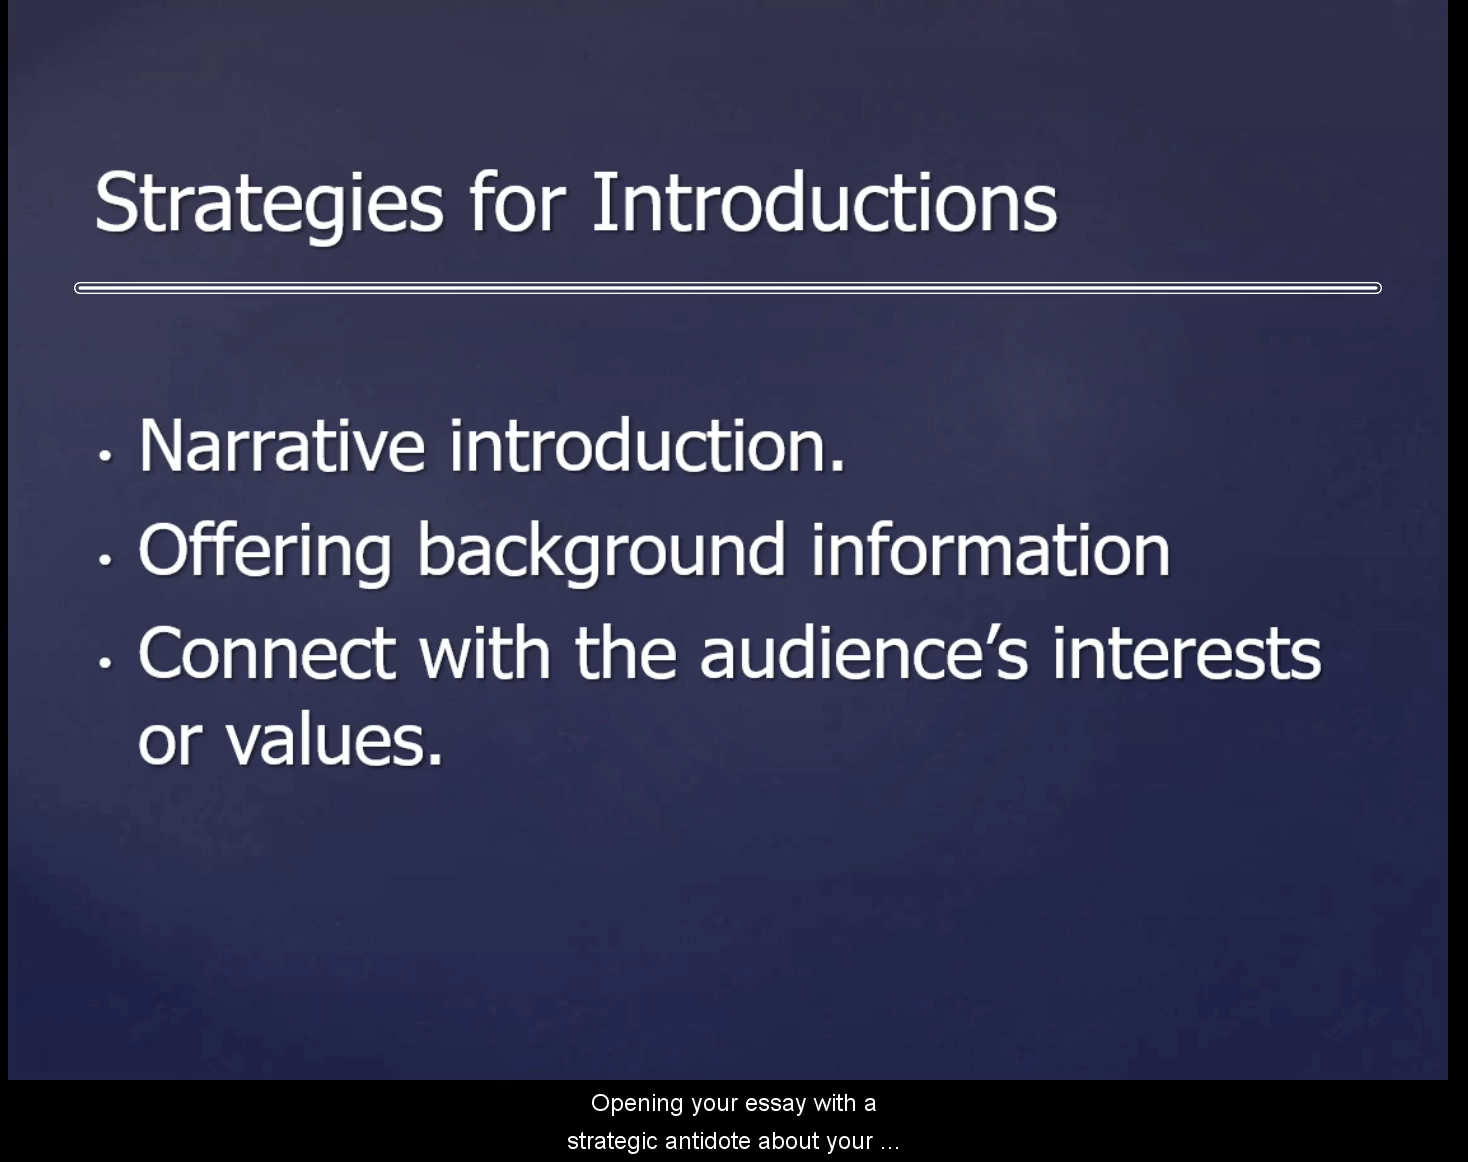 Strategies for Introductions
• Narrative introduction.
• Offering background information
• Connect with the audience’s interests
or values.
Opening your essay with a
strategic antidote about your ...